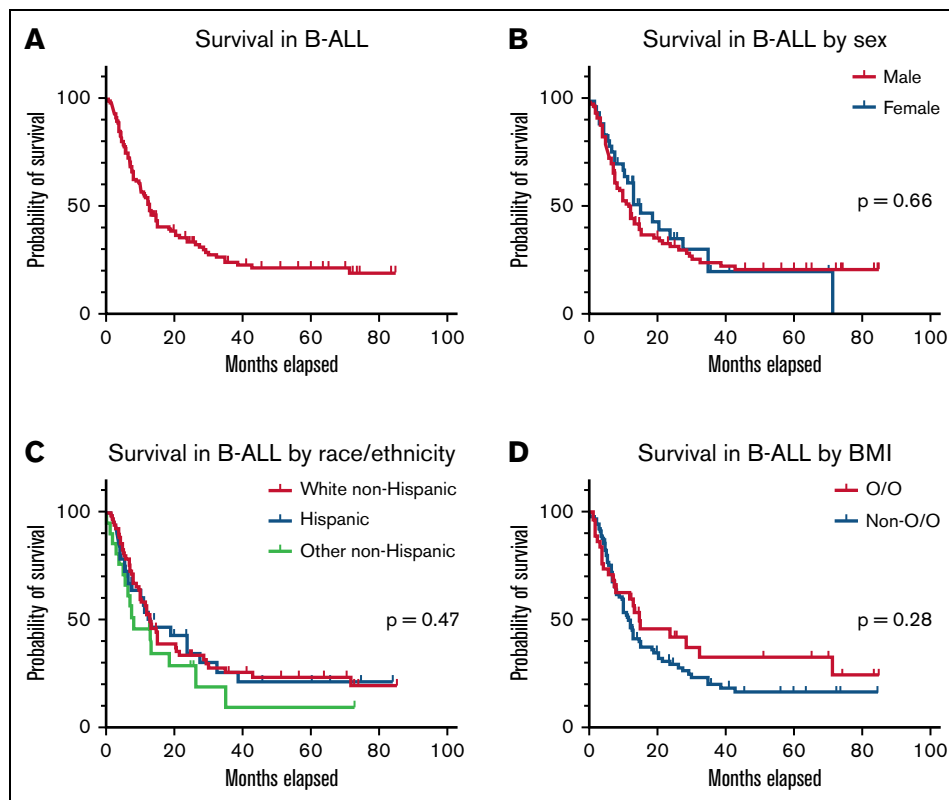 A
Survival in B-ALL
Probability of survival
100
50
0
0 20 40 60 80 100
Months elapsed
B
Survival in B-ALL by sex
Male
Female
p = 0.66
Probability of survival
100
50
0
0 20 40 60 80 100
Months elapsed
C
Survival in B-ALL by race/ethnicity
White non-Hispanic
Hispanic
Other non-Hispanic
p = 0.47
Probability of survival
100
50
0
0 20 40 60 80 100
Months elapsed
D
Survival in B-ALL by BMI
O/O
Non-O/O
p = 0.28
Probability of survival
100
50
0
0 20 40 60 80 100
Months elapsed